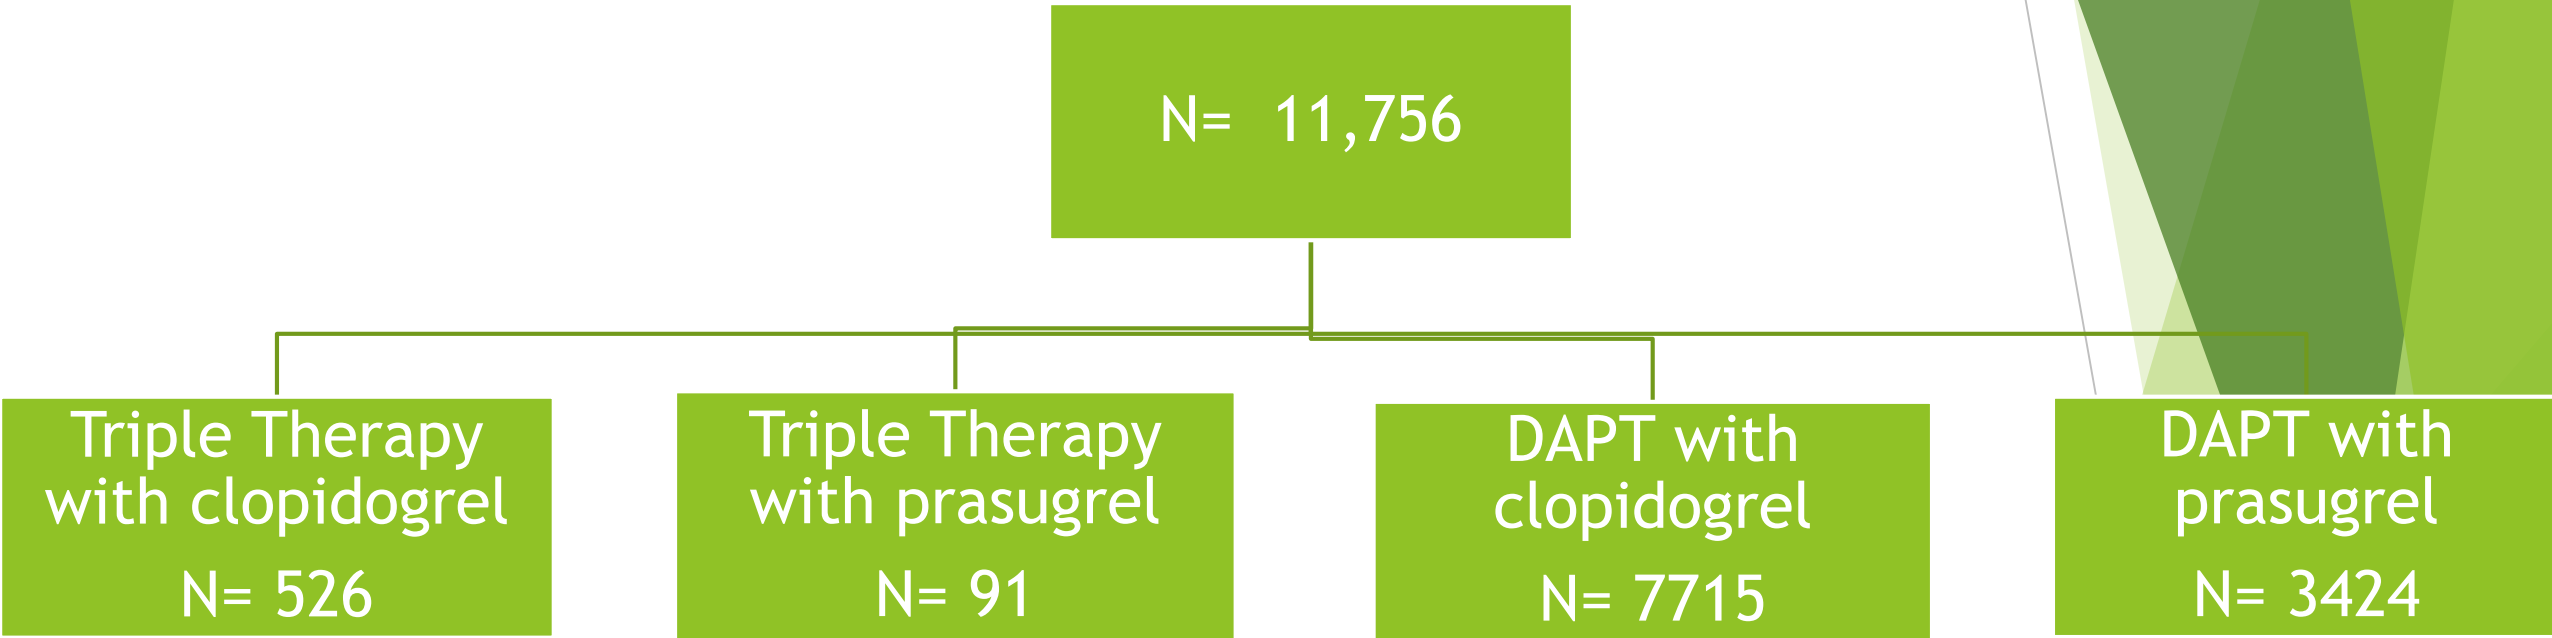 N= 11,756
Triple Therapy
with clopidogrel
N= 526
Triple Therapy
with prasugrel
N= 91
DAPT with
clopidogrel
N= 7715
DAPT with
prasugrel
N= 3424